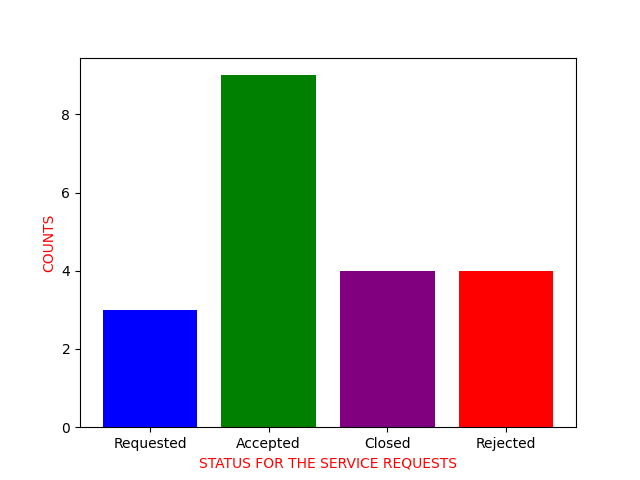 8
6
4
2
0
COUNTS
Requested Accepted Closed Rejected
STATUS FOR THE SERVICE REQUESTS